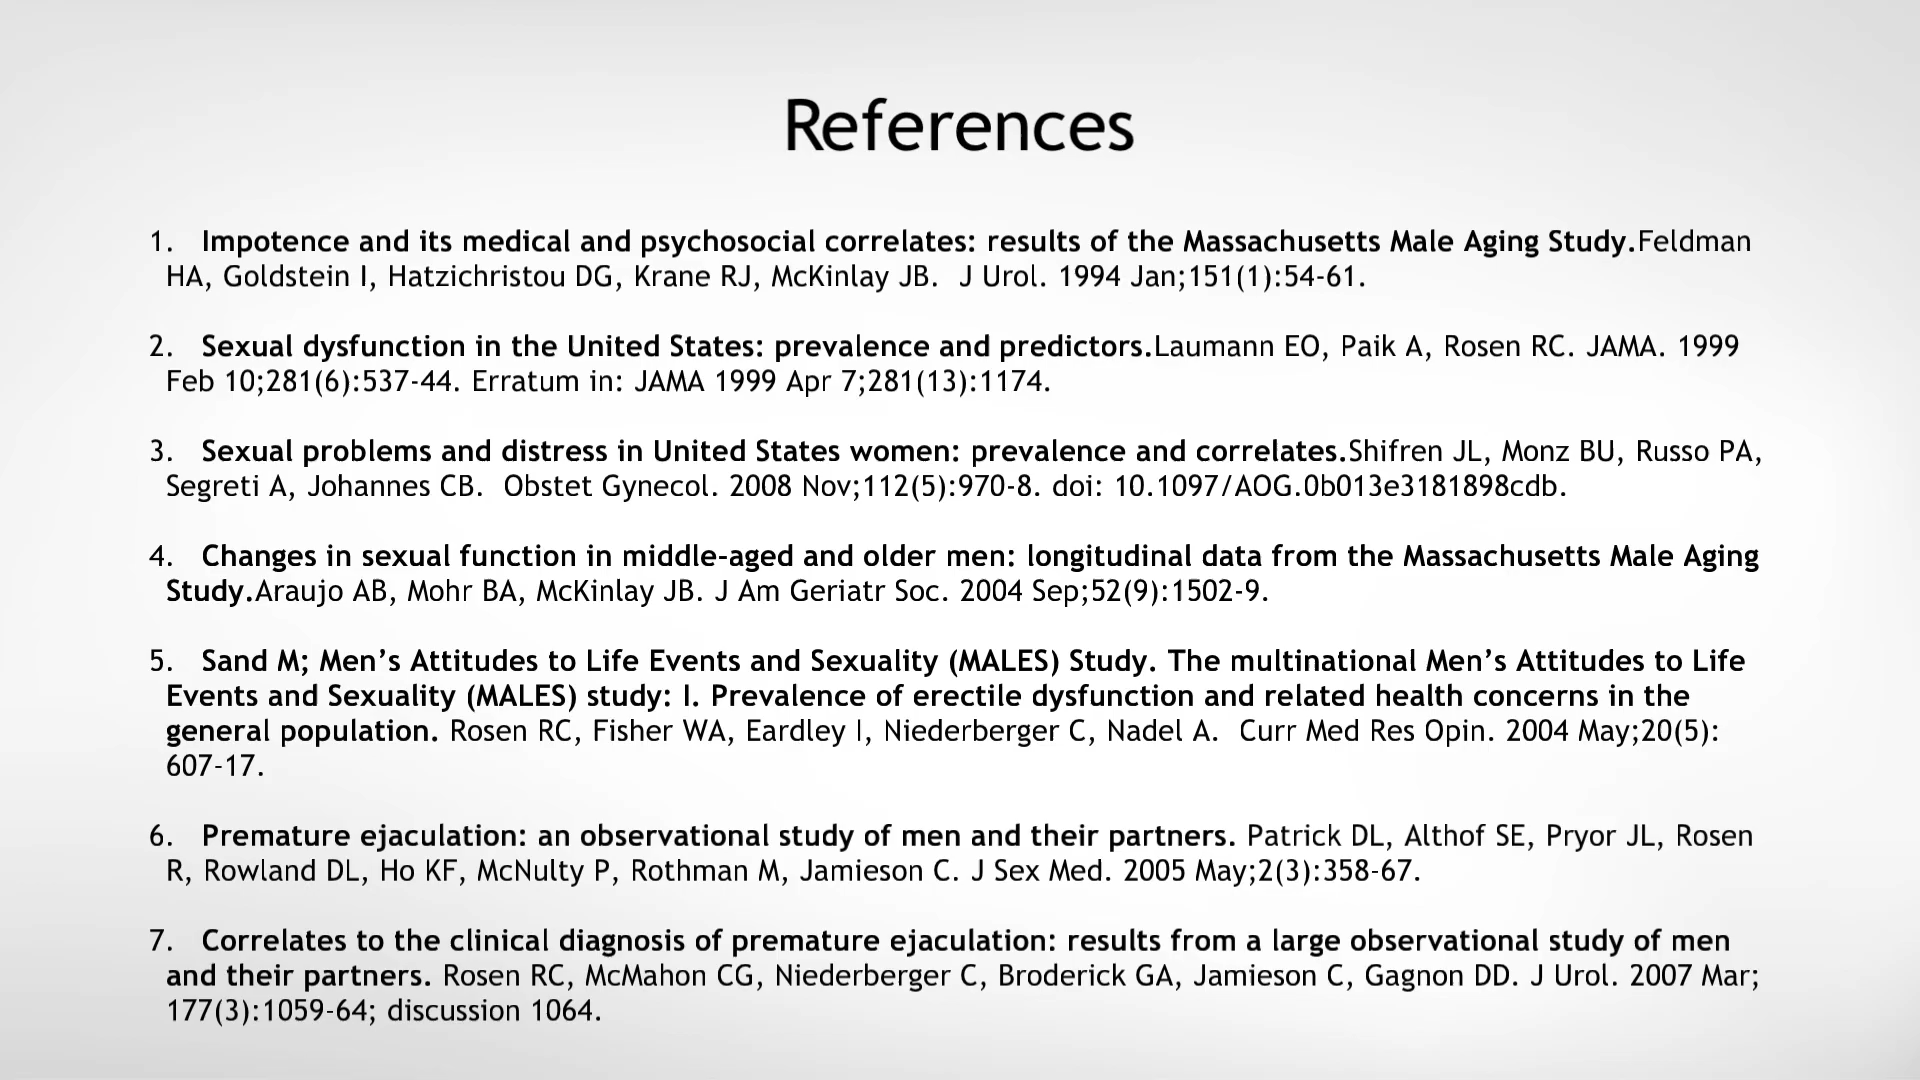 References
1. Impotence and its medical and psychosocial correlates: results of the Massachusetts Male Aging Study.Feldman
HA, Goldstein I, Hatzichristou DG, Krane RJ, McKinlay JB. J Urol. 1994 Jan;151(1):54-61.
2. Sexual dysfunction in the United States: prevalence and predictors.Laumann EO, Paik A, Rosen RC. JAMA. 1999
Feb 10;281(6):537-44. Erratum in: JAMA 1999 Apr 7;281(13):1174.
3. Sexual problems and distress in United States women: prevalence and correlates.Shifren JL, Monz BU, Russo PA,
Segreti A, Johannes CB. Obstet Gynecol. 2008 Nov;112(5):970-8. doi: 10.1097/AOG.0b013e3181898cdb.
4. Changes in sexual function in middle-aged and older men: longitudinal data from the Massachusetts Male Aging
Study.Araujo AB, Mohr BA, McKinlay JB. J Am Geriatr Soc. 2004 Sep;52(9):1502-9.
5. Sand M; Men’s Attitudes to Life Events and Sexuality (MALES) Study. The multinational Men’s Attitudes to Life
Events and Sexuality (MALES) study: I. Prevalence of erectile dysfunction and related health concerns in the
general population. Rosen RC, Fisher WA, Eardley I, Niederberger C, Nadel A. Curr Med Res Opin. 2004 May;20(5):
607-17.
6. Premature ejaculation: an observational study of men and their partners. Patrick DL, Althof SE, Pryor JL, Rosen
R, Rowland DL, Ho KF, McNulty P, Rothman M, Jamieson C. J Sex Med. 2005 May;2(3):358-67.
7. Correlates to the clinical diagnosis of premature ejaculation: results from a large observational study of men
and their partners. Rosen RC, McMahon CG, Niederberger C, Broderick GA, Jamieson C, Gagnon DD. J Urol. 2007 Mar;
177(3):1059-64; discussion 1064.